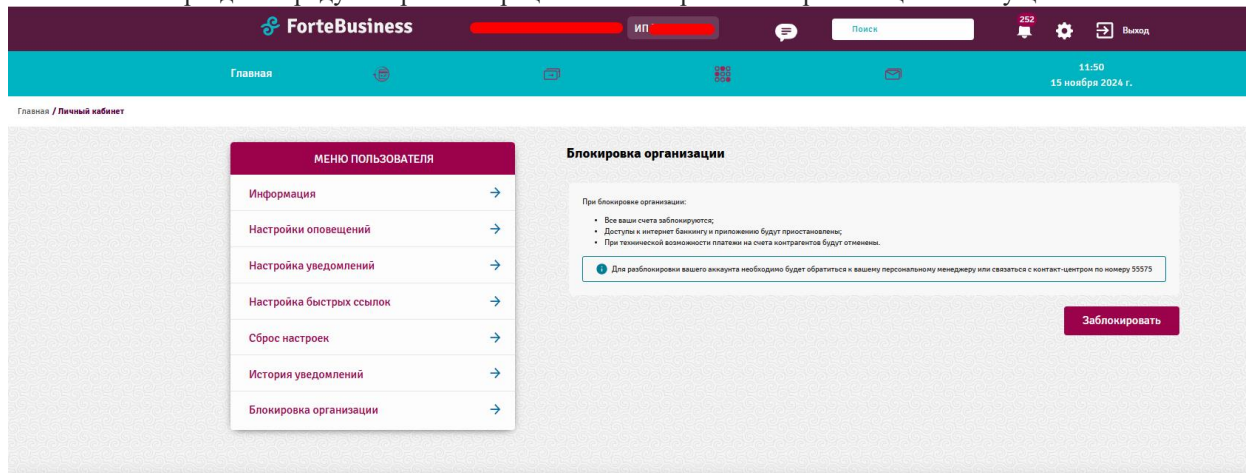 ForteBusiness
ИП
Поиск
252
Выход
Главная
11:50
15 ноября 2024 г.
Главная / Личный кабинет
МЕНЮ ПОЛЬЗОВАТЕЛЯ
Информация
Настройки оповещений
Настройка уведомлений
Настройка быстрых ссылок
Сброс настроек
История уведомлений
Блокировка организации
Блокировка организации
При блокировке организации:
• Все ваши счета заблокируются;
• Доступы к интернет банкингу и приложению будут приостановлены;
• При технической возможности платежи на счета контрагентов будут отменены.
Для разблокировки вашего аккаунта необходимо будет обратиться к вашему персональному менеджеру или связаться с контакт-центром по номеру 55575
Заблокировать